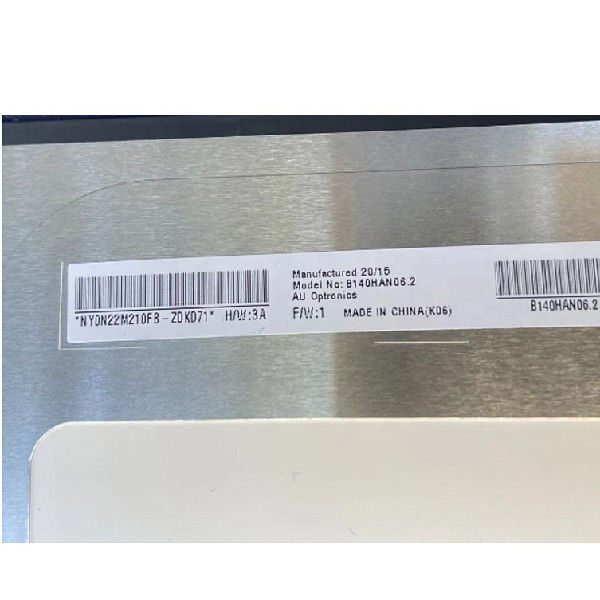 Manufactured 20/15
Model No: B140HAN06.2
AU Optronics
*NY0N22M210FB-ZDKD71* H/W:3A F/W:1 MADE IN CHINA(K06)
B140HAN06.2